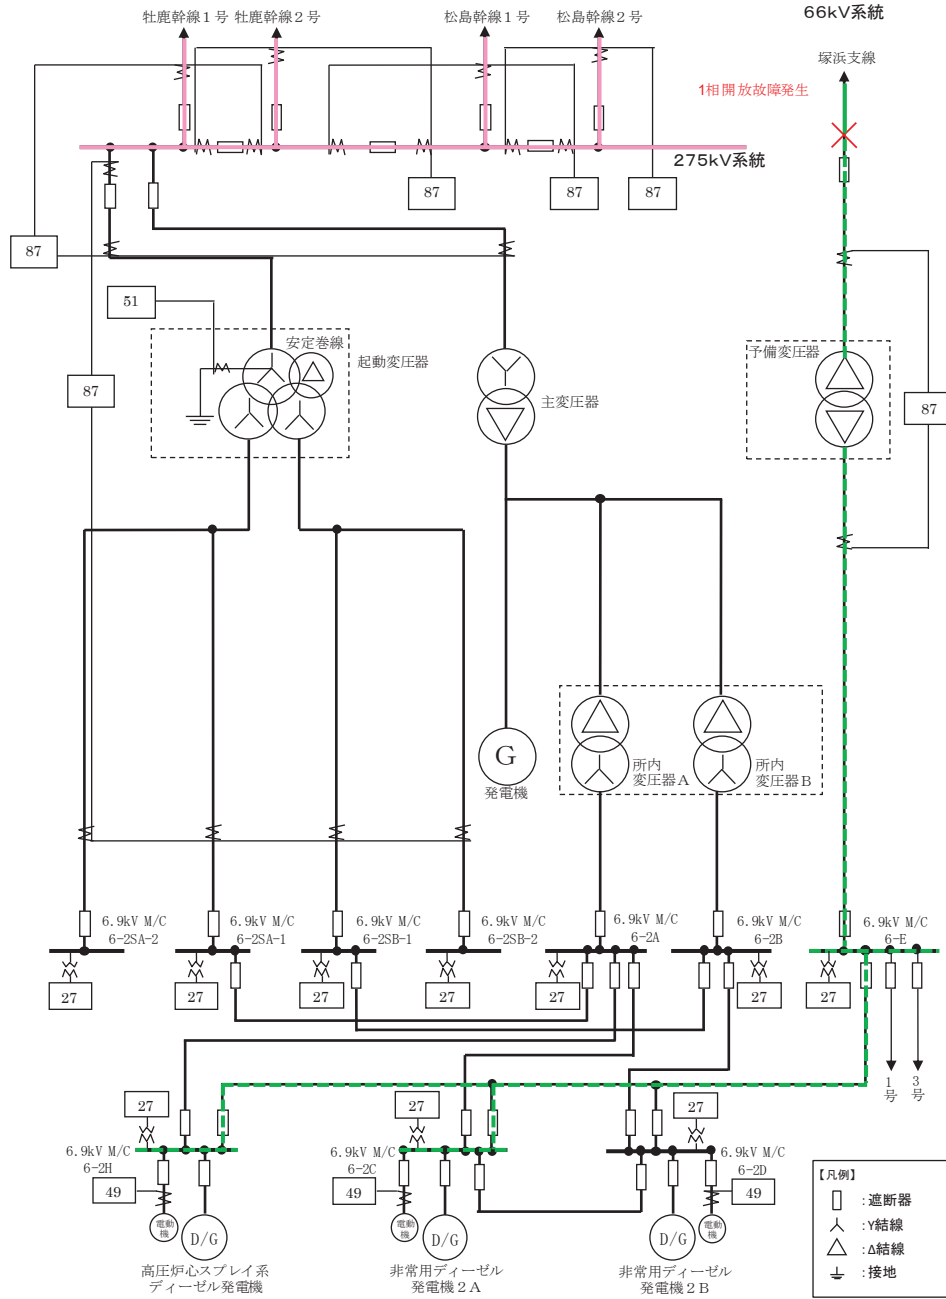 66kV系統
牡鹿幹線１号
牡鹿幹線２号
松島幹線１号
松島幹線２号
塚浜支線
1相開放故障発生
275kV系統
87
87
87
87
51
安定巻線
起動変圧器
予備変圧器
87
主変圧器
87
G
発電機
所内
変圧器Ａ
所内
変圧器Ｂ
6.9kV M/C
6-2SA-2
6.9kV M/C
6-2SA-1
6.9kV M/C
6-2SB-1
6.9kV M/C
6-2SB-2
6.9kV M/C
6-2A
6.9kV M/C
6-2B
6.9kV M/C
6-E
27
27
27
27
27
27
27
1
号
3
号
27
27
27
6.9kV M/C
6-2H
6.9kV M/C
6-2C
6.9kV M/C
6-2D
49
49
49
電動
機
D/G
電動
機
D/G
D/G
電動
機
高圧炉心スプレイ系
ディーゼル発電機
非常用ディーゼル
発電機２Ａ
非常用ディーゼル
発電機２Ｂ
【凡例】
：遮断器
：Y結線
：Δ結線
：接地